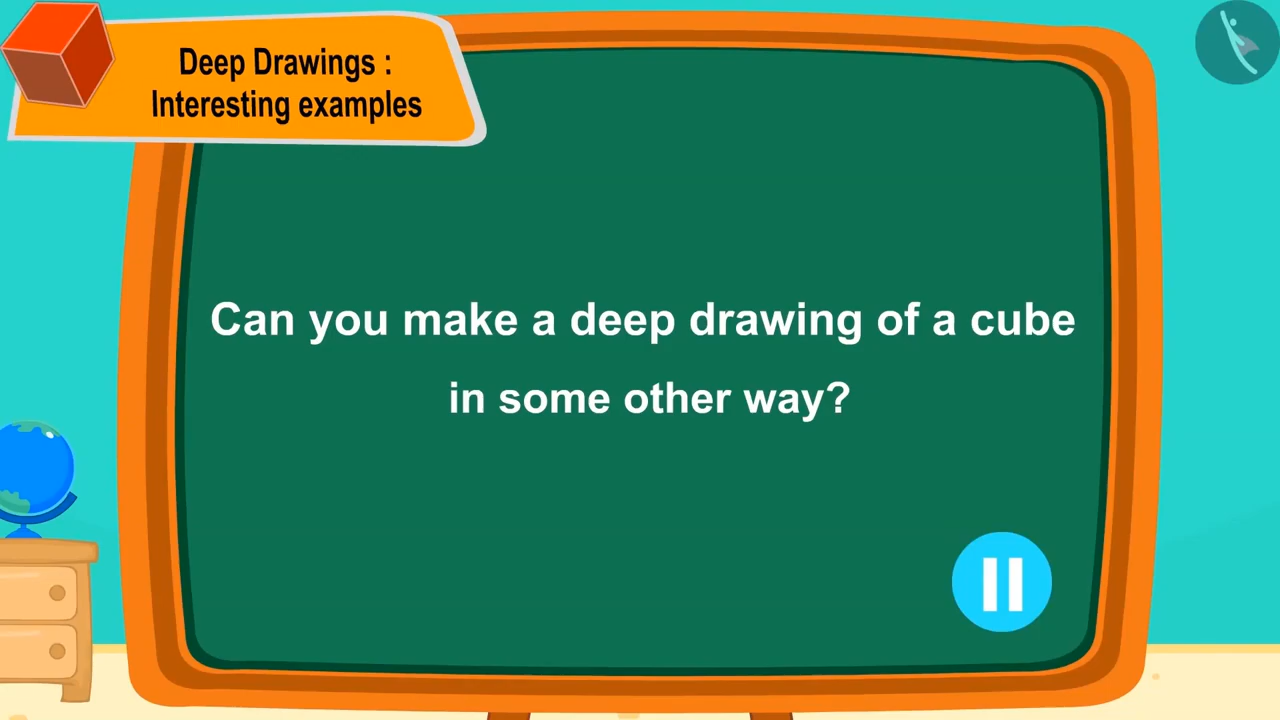 Deep Drawings :
Interesting examples
Can you make a deep drawing of a cube
in some other way?